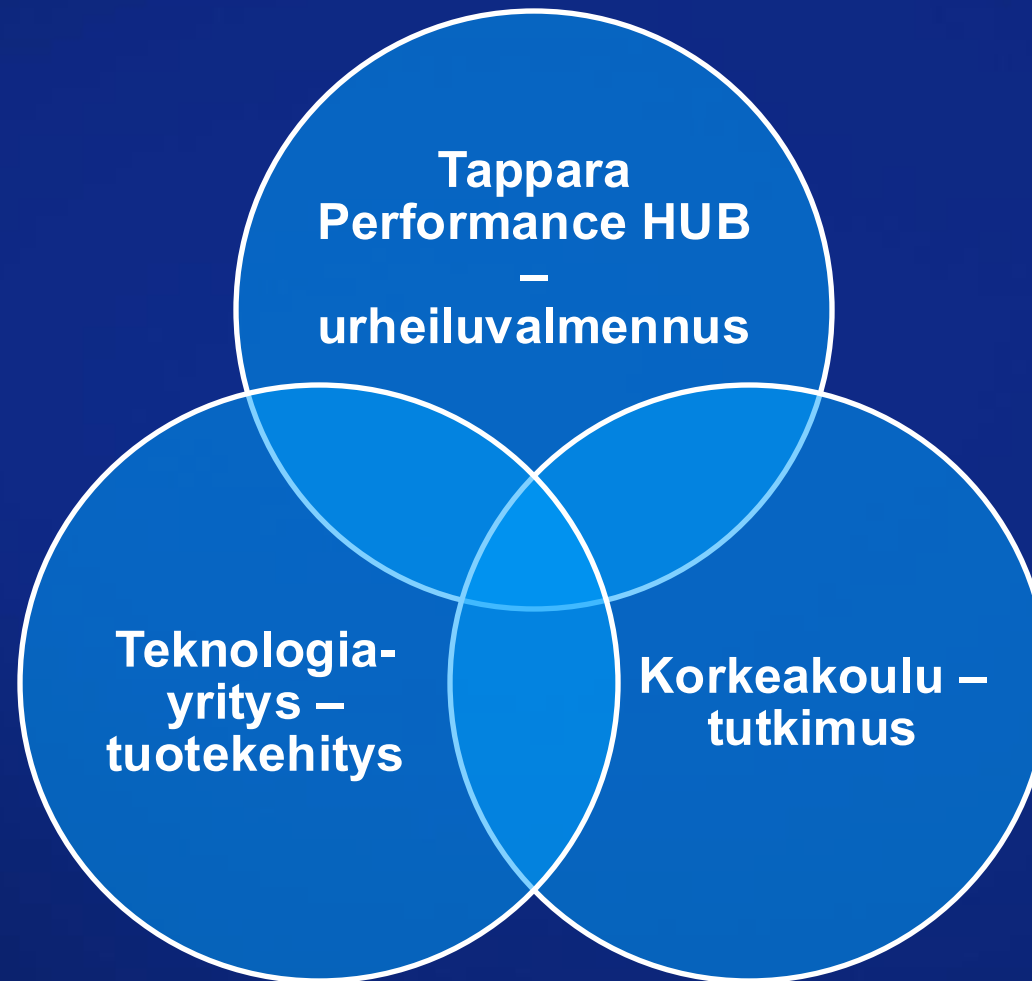 Tappara
Performance HUB
–
urheiluvalmennus
Teknologia-
yritys –
tuotekehitys
Korkeakoulu –
tutkimus